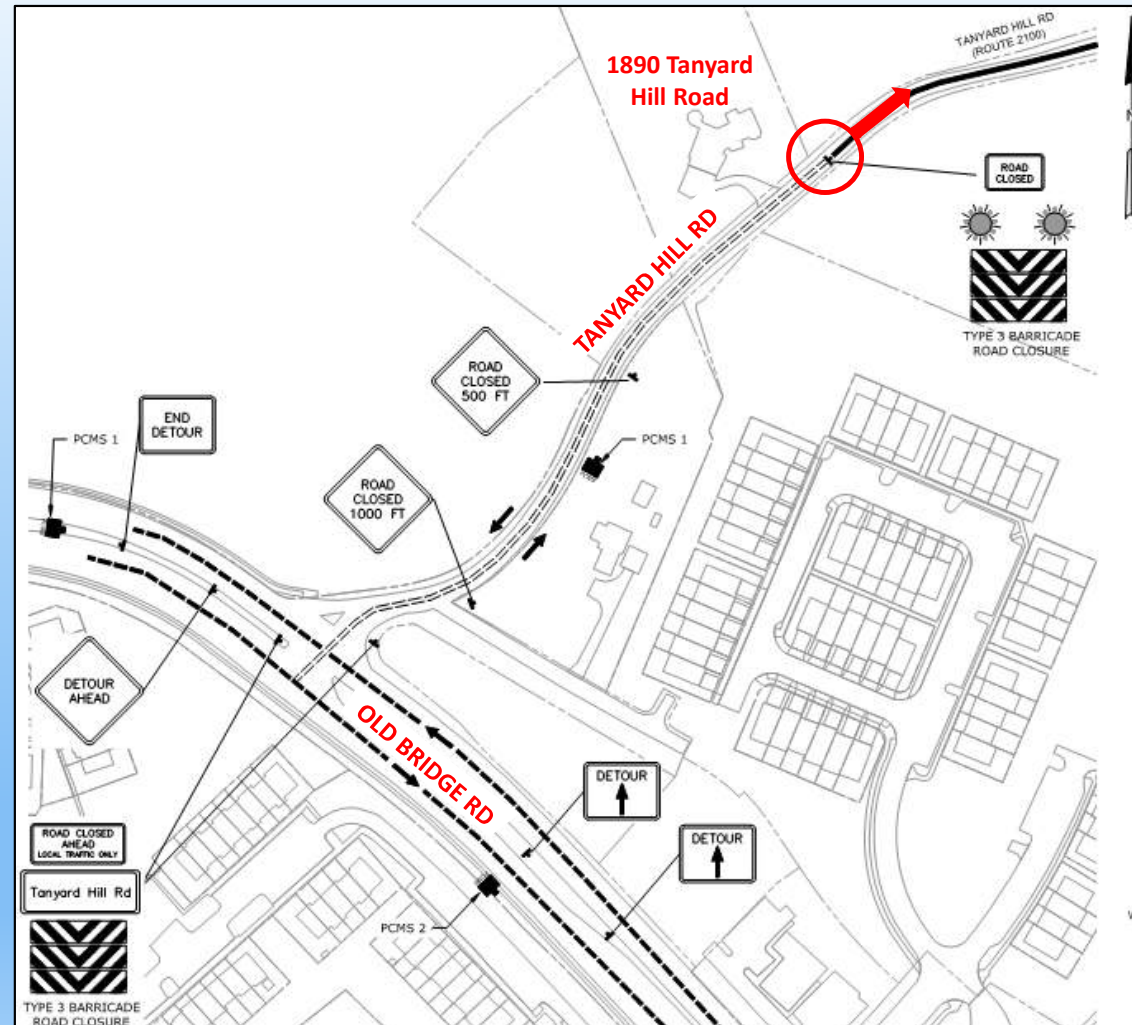 TANYARD HILL RD
(ROUTE 2100)
1890 Tanyard
Hill Road
N
ROAD
CLOSED
TYPE 3 BARRICADE
ROAD CLOSURE
TANYARD HILL RD
ROAD
CLOSED
500 FT
END
DETOUR
PCMS 1
PCMS 1
ROAD
CLOSED
1000 FT
DETOUR
AHEAD
OLD BRIDGE RD
DETOUR
DETOUR
ROAD CLOSED
AHEAD
LOCAL TRAFFIC ONLY
Tanyard Hill Rd
PCMS 2
TYPE 3 BARRICADE
ROAD CLOSURE